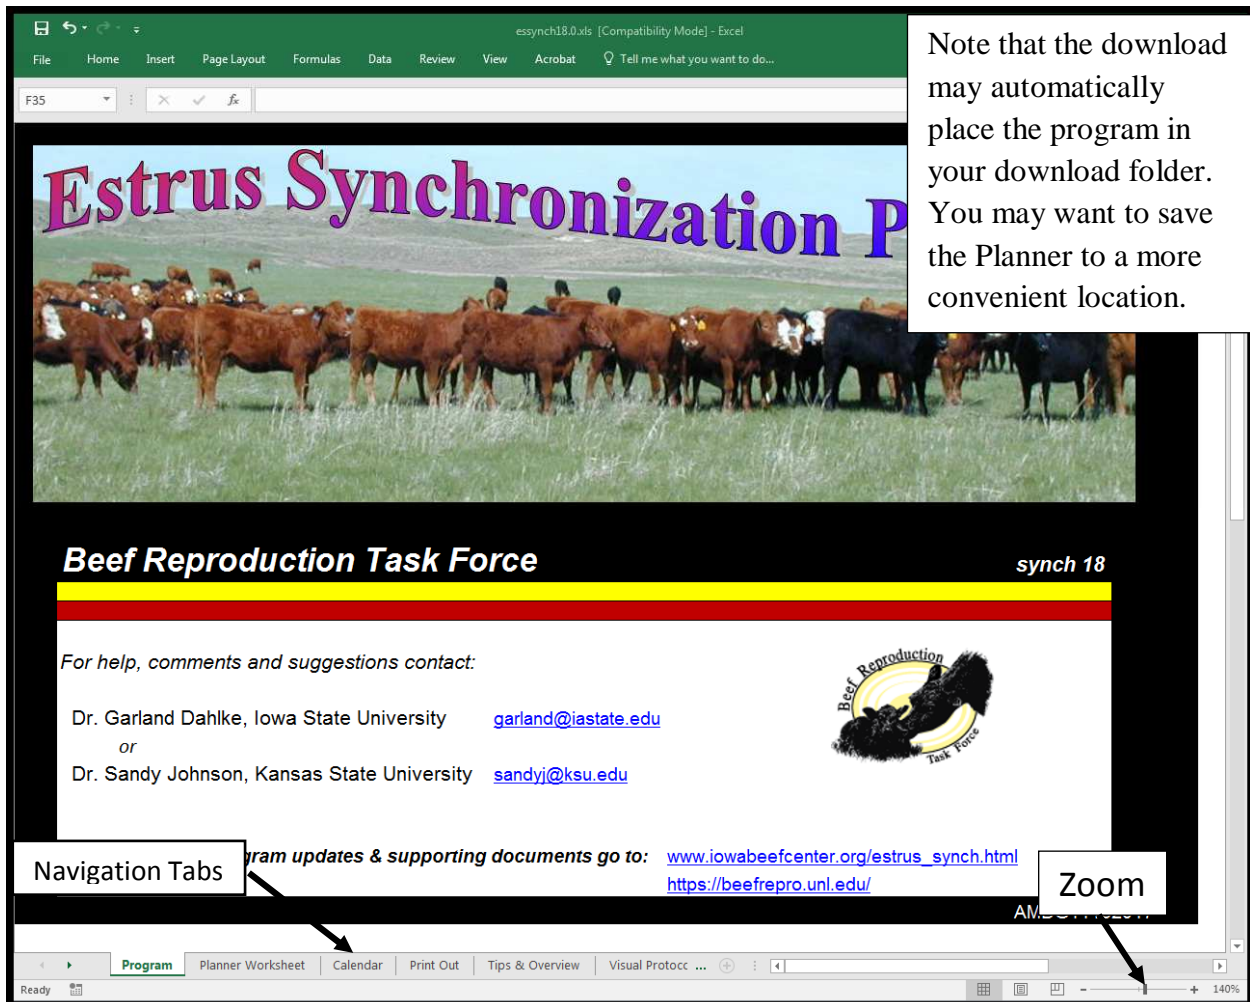 essynch18.0.xls [Compatibility Mode] - Excel
File Home Insert Page Layout Formulas Data Review View Acrobat Tell me what you want to do...
F35 fx
Note that the download
may automatically
place the program in
your download folder.
You may want to save
the Planner to a more
convenient location.
Estrus Synchronization P
Beef Reproduction Task Force synch 18
For help, comments and suggestions contact:
Beef Reproduction
Task Force
Dr. Garland Dahlke, Iowa State University garland@iastate.edu
or
Dr. Sandy Johnson, Kansas State University sandyj@ksu.edu
Navigation Tabs
gram updates & supporting documents go to: www.iowabeefcenter.org/estrus_synch.html
https://beefrepro.unl.edu/
Zoom
Program Planner Worksheet Calendar Print Out Tips & Overview Visual Protocc ...
Ready 140%